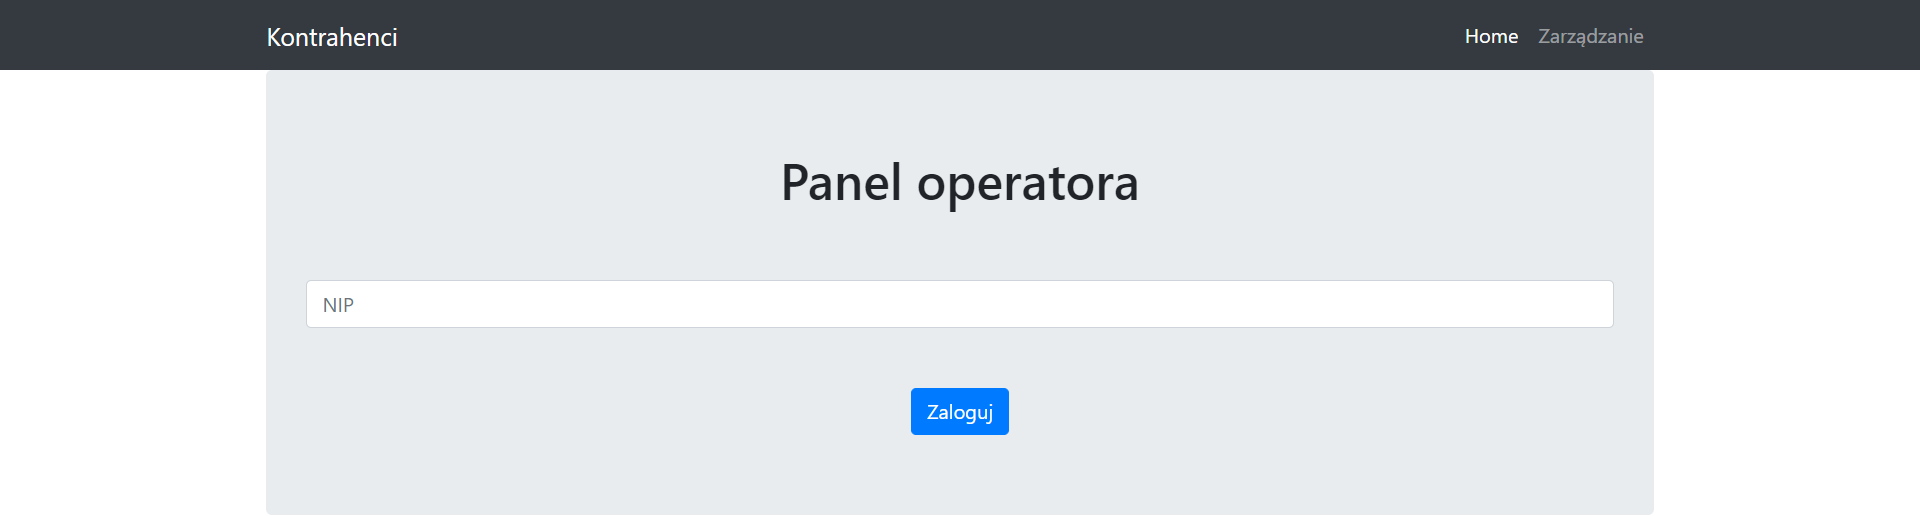 Kontrahenci
Home Zarządzanie
Panel operatora
NIP
Zaloguj